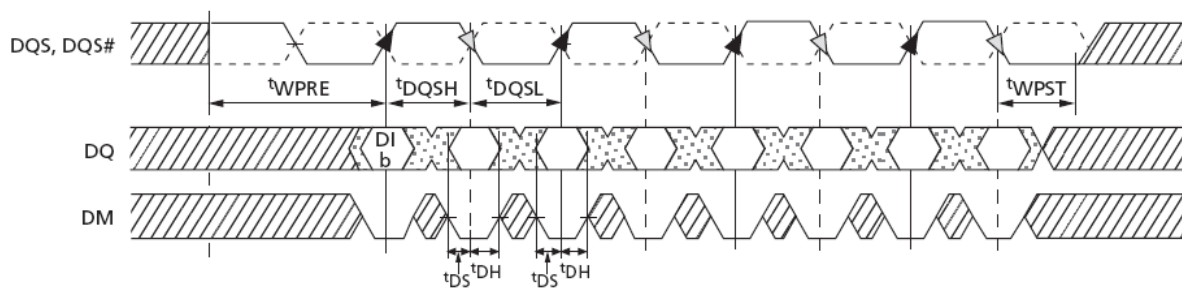 DQS, DQS#
tWPRE
tDQSH
tDQSL
tWPST
DQ
DI
b
DM
tDS
tDH
tDS
tDH